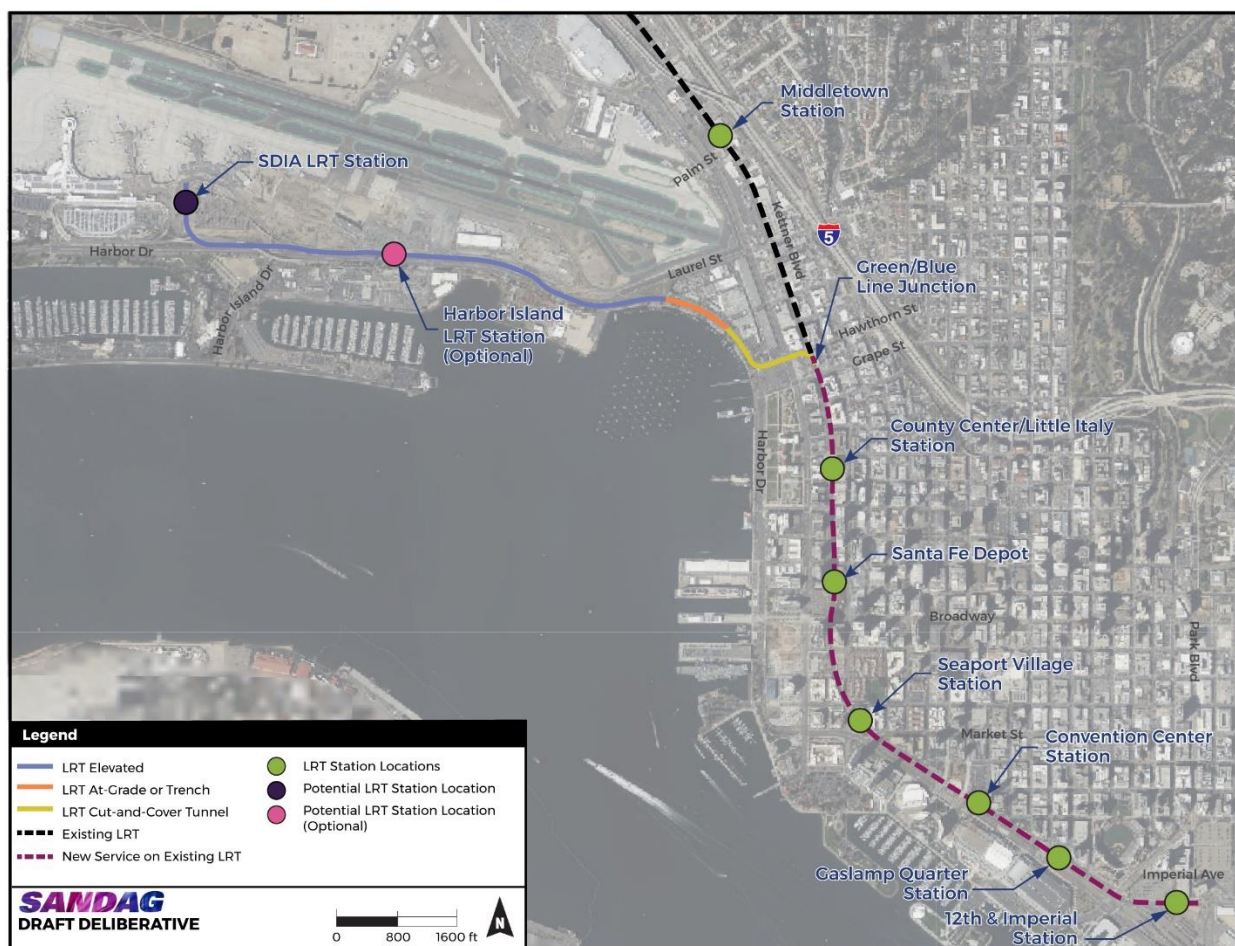 Middletown
Station
SDIA LRT Station
Palm St
Kettner Blvd
5
Harbor Dr
Harbor Island Dr
Laurel St
Green/Blue
Line Junction
Harbor Island
LRT Station
(Optional)
Hawthorn St
Grape St
County Center/Little Italy
Station
Harbor Dr
Santa Fe Depot
Broadway
Park Blvd
Seaport Village
Station
Market St
Convention Center
Station
Gaslamp Quarter
Station
Imperial Ave
12th & Imperial
Station
Legend
LRT Elevated
LRT At-Grade or Trench
LRT Cut-and-Cover Tunnel
Existing LRT
New Service on Existing LRT
LRT Station Locations
Potential LRT Station Location
Potential LRT Station Location
(Optional)
SANDAG
DRAFT DELIBERATIVE
0 800 1600 ft
N